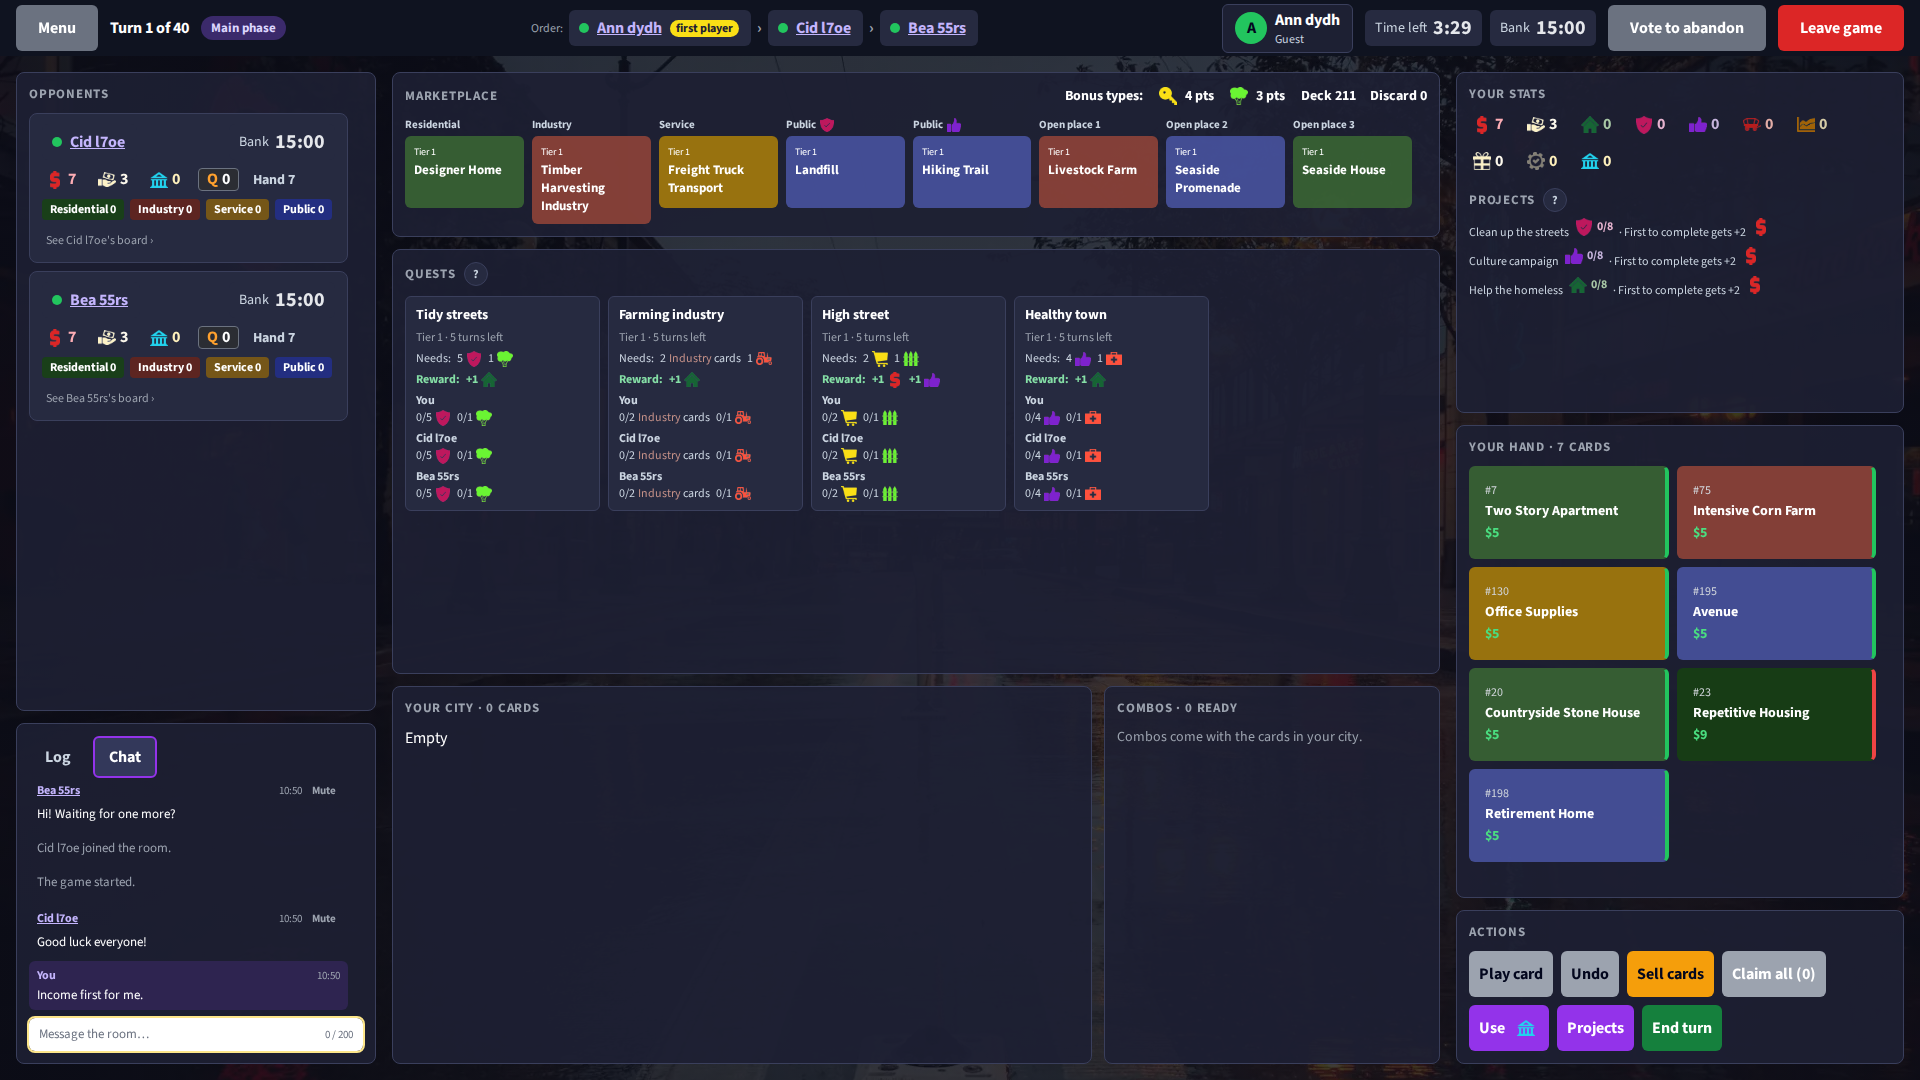 Menu
Turn 1 of 40
Main phase
Order:
Ann dydh
first player
›
Cid l7oe
›
Bea 55rs
A
Ann dydh
Guest
Time left 3:29
Bank 15:00
Vote to abandon
Leave game
OPPONENTS
Cid l7oe
Bank 15:00
7
3
0
Q 0
Hand 7
Residential 0
Industry 0
Service 0
Public 0
See Cid l7oe's board ›
Bea 55rs
Bank 15:00
7
3
0
Q 0
Hand 7
Residential 0
Industry 0
Service 0
Public 0
See Bea 55rs's board ›
Log
Chat
Bea 55rs
10:50
Mute
Hi! Waiting for one more?
Cid l7oe joined the room.
The game started.
Cid l7oe
10:50
Mute
Good luck everyone!
You
10:50
Income first for me.
Message the room…
0 / 200
MARKETPLACE
Bonus types:
4 pts
3 pts
Deck 211
Discard 0
Residential
Tier 1
Designer Home
Industry
Tier 1
Timber
Harvesting
Industry
Service
Tier 1
Freight Truck
Transport
Public
Tier 1
Landfill
Public
Tier 1
Hiking Trail
Open place 1
Tier 1
Livestock Farm
Open place 2
Tier 1
Seaside
Promenade
Open place 3
Tier 1
Seaside House
QUESTS
?
Tidy streets
Tier 1 · 5 turns left
Needs: 5 1
Reward: +1
You
0/5 0/1
Cid l7oe
0/5 0/1
Bea 55rs
0/5 0/1
Farming industry
Tier 1 · 5 turns left
Needs: 2 Industry cards 1
Reward: +1
You
0/2 Industry cards 0/1
Cid l7oe
0/2 Industry cards 0/1
Bea 55rs
0/2 Industry cards 0/1
High street
Tier 1 · 5 turns left
Needs: 2 1
Reward: +1 +1
You
0/2 0/1
Cid l7oe
0/2 0/1
Bea 55rs
0/2 0/1
Healthy town
Tier 1 · 5 turns left
Needs: 4 1
Reward: +1
You
0/4 0/1
Cid l7oe
0/4 0/1
Bea 55rs
0/4 0/1
YOUR CITY · 0 CARDS
Empty
COMBOS · 0 READY
Combos come with the cards in your city.
YOUR STATS
7
3
0
0
0
0
0
0
0
0
PROJECTS
?
Clean up the streets 0/8 · First to complete gets +2
Culture campaign 0/8 · First to complete gets +2
Help the homeless 0/8 · First to complete gets +2
YOUR HAND · 7 CARDS
#7
Two Story Apartment
$5
#75
Intensive Corn Farm
$5
#130
Office Supplies
$5
#195
Avenue
$5
#20
Countryside Stone House
$5
#23
Repetitive Housing
$9
#198
Retirement Home
$5
ACTIONS
Play card
Undo
Sell cards
Claim all (0)
Use
Projects
End turn